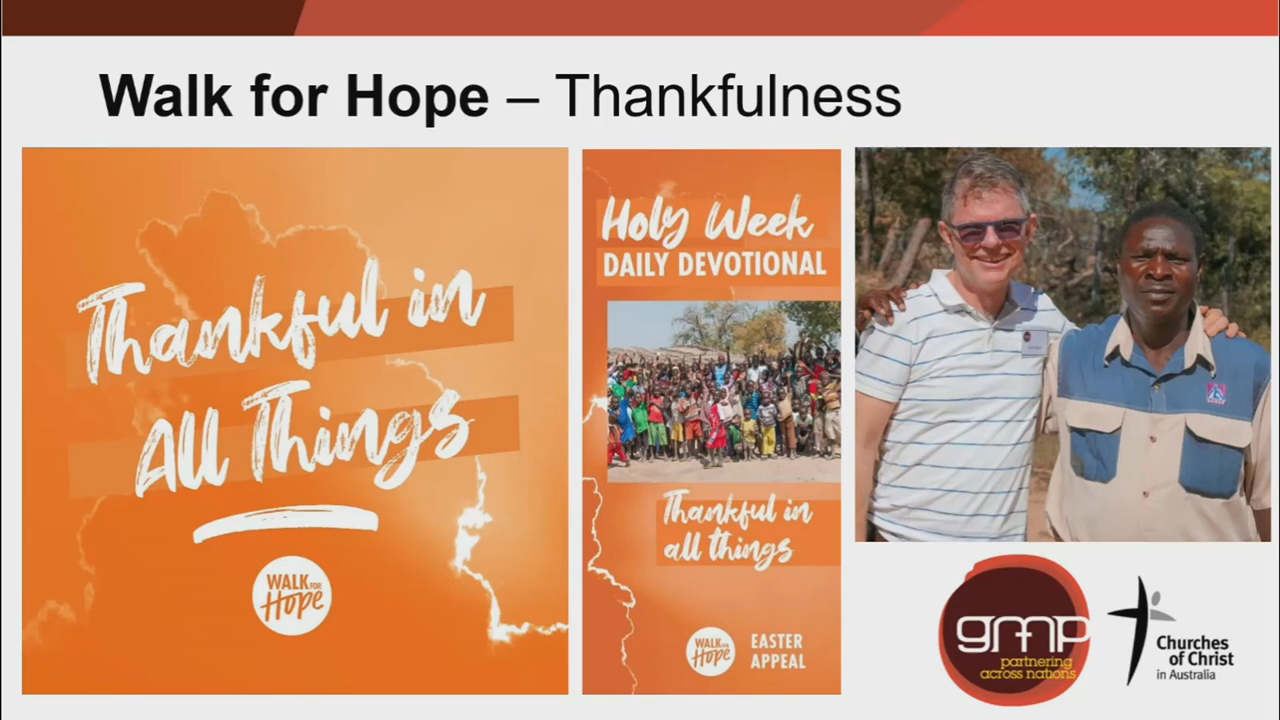 Walk for Hope – Thankfulness
Thankful in
All Things
WALK FOR
Hope
Holy Week
DAILY DEVOTIONAL
Thankful in
all things
WALK FOR
Hope
EASTER
APPEAL
gmp
partnering
across nations
Churches
of Christ
in Australia